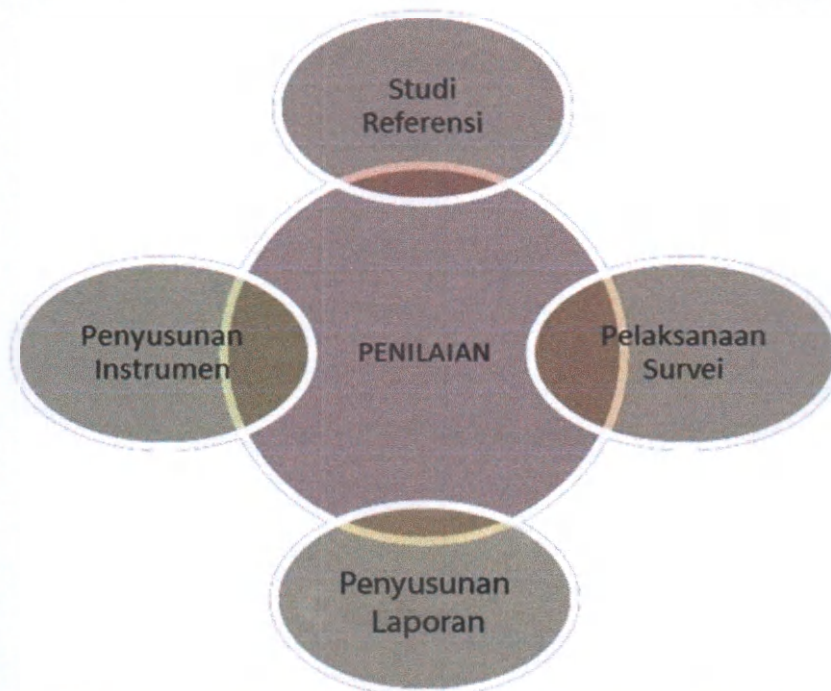 Studi
Referensi
Penyusunan
Instrumen
PENILAIAN
Pelaksanaan
Survei
Penyusunan
Laporan